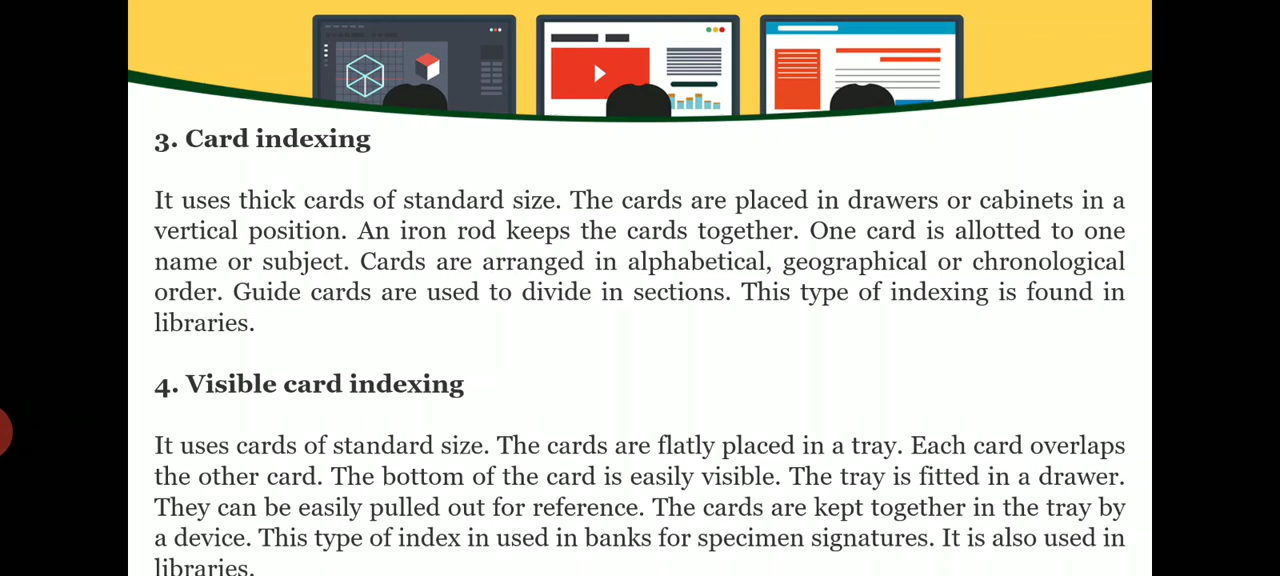 3. Card indexing
It uses thick cards of standard size. The cards are placed in drawers or cabinets in a
vertical position. An iron rod keeps the cards together. One card is allotted to one
name or subject. Cards are arranged in alphabetical, geographical or chronological
order. Guide cards are used to divide in sections. This type of indexing is found in
libraries.
4. Visible card indexing
It uses cards of standard size. The cards are flatly placed in a tray. Each card overlaps
the other card. The bottom of the card is easily visible. The tray is fitted in a drawer.
They can be easily pulled out for reference. The cards are kept together in the tray by
a device. This type of index in used in banks for specimen signatures. It is also used in
libraries.